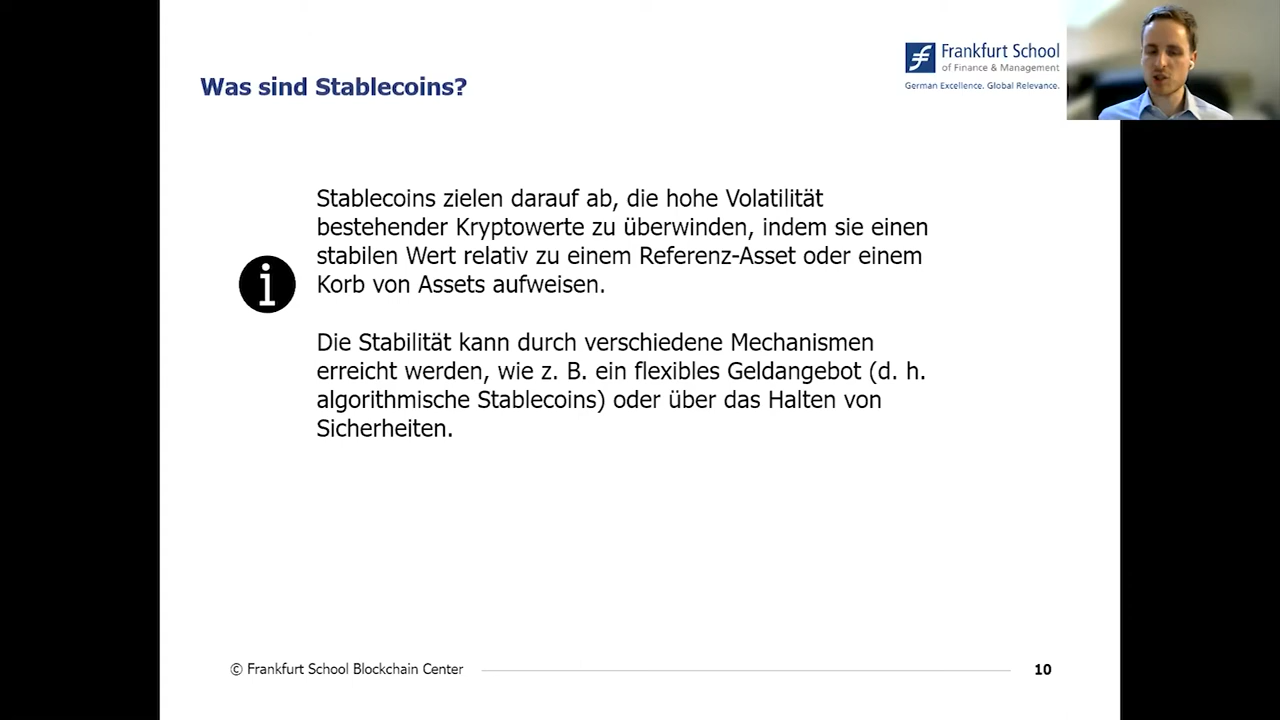 Was sind Stablecoins?
Frankfurt School
of Finance & Management
German Excellence. Global Relevance.
Stablecoins zielen darauf ab, die hohe Volatilität
bestehender Kryptowerte zu überwinden, indem sie einen
stabilen Wert relativ zu einem Referenz-Asset oder einem
Korb von Assets aufweisen.
Die Stabilität kann durch verschiedene Mechanismen
erreicht werden, wie z. B. ein flexibles Geldangebot (d. h.
algorithmische Stablecoins) oder über das Halten von
Sicherheiten.
© Frankfurt School Blockchain Center
10